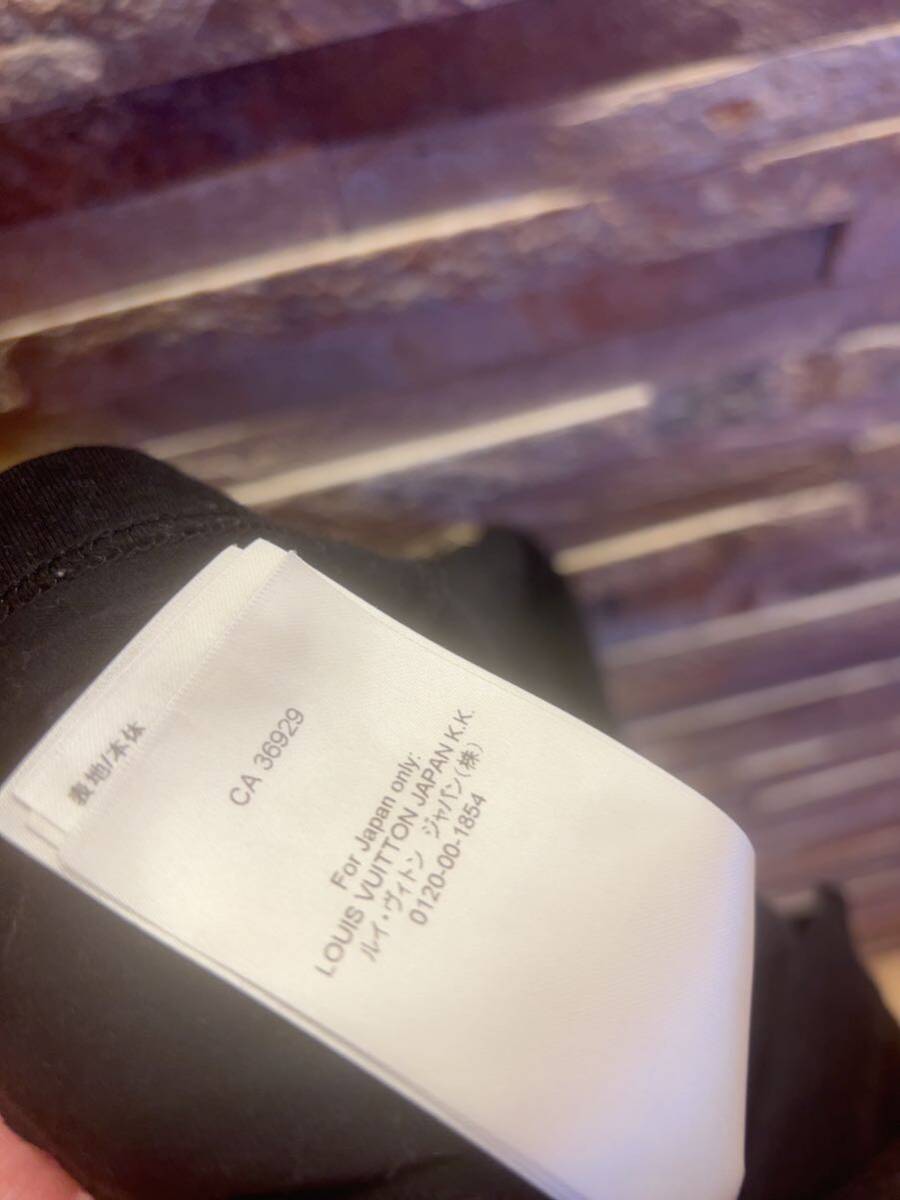 表地/本体
CA 36929
For Japan only:
LOUIS VUITTON JAPAN K.K.
ルイ・ヴィトン ジャパン(株)
0120-00-1854